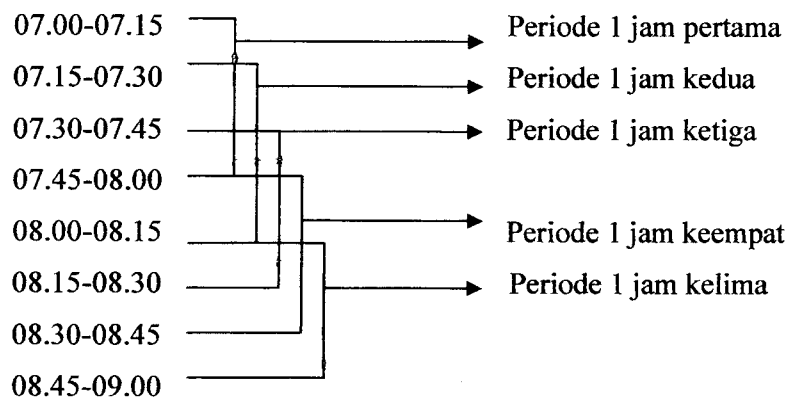 07.00-07.15
Periode 1 jam pertama
07.15-07.30
Periode 1 jam kedua
07.30-07.45
Periode 1 jam ketiga
07.45-08.00
08.00-08.15
Periode 1 jam keempat
08.15-08.30
Periode 1 jam kelima
08.30-08.45
08.45-09.00